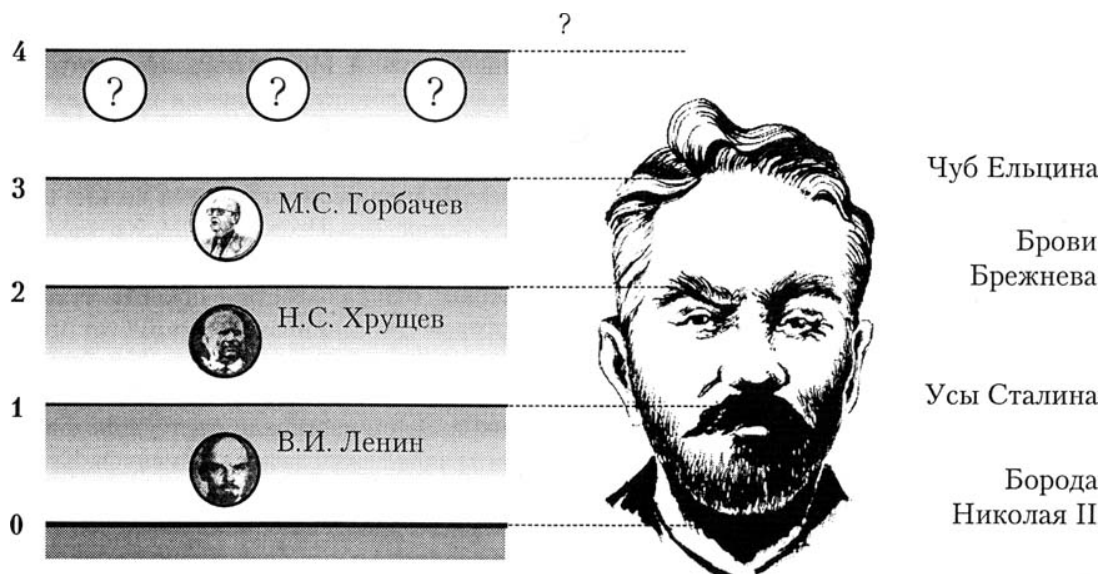 ?
4
? ? ?
3
М.С. Горбачев
Чуб Ельцина
2
Н.С. Хрущев
Брови
Брежнева
1
В.И. Ленин
Усы Сталина
0
Борода
Николая II